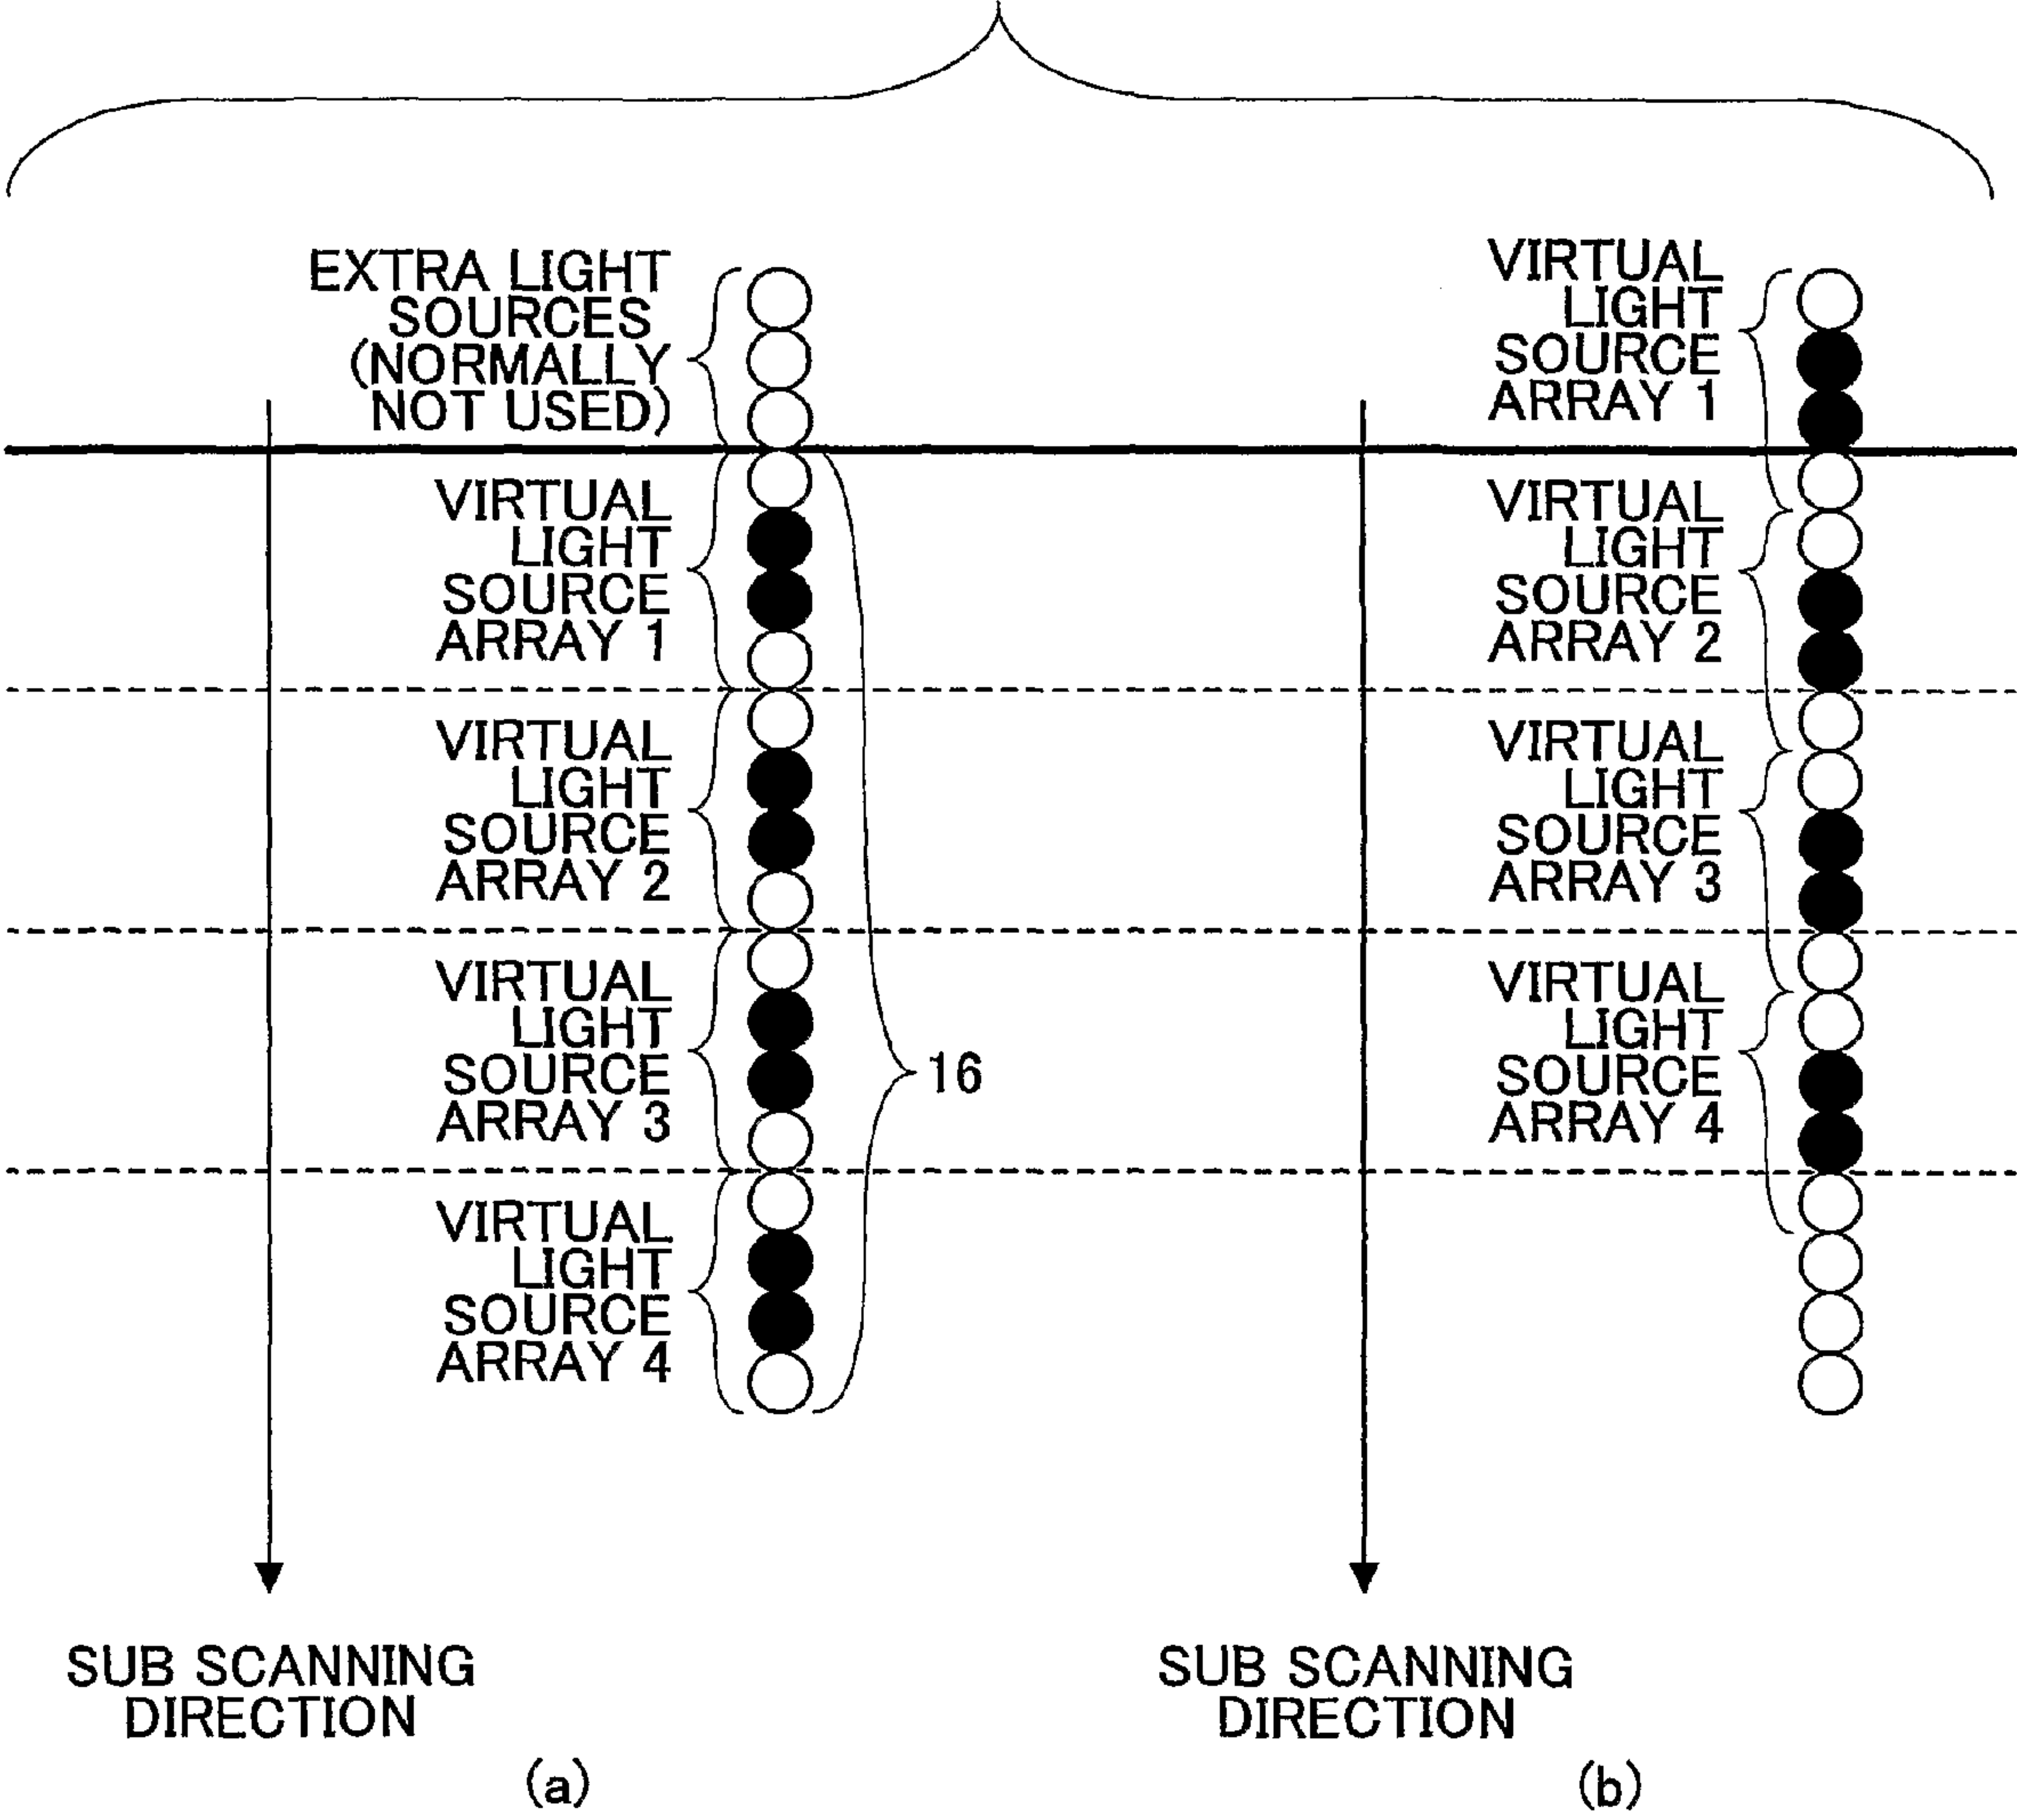 EXTRA LIGHT
SOURCES
(NORMALLY
NOT USED)
VIRTUAL
LIGHT
SOURCE
ARRAY 1
VIRTUAL
LIGHT
SOURCE
ARRAY 2
VIRTUAL
LIGHT
SOURCE
ARRAY 3
VIRTUAL
LIGHT
SOURCE
ARRAY 4
16
SUB SCANNING
DIRECTION
(a)
VIRTUAL
LIGHT
SOURCE
ARRAY 1
VIRTUAL
LIGHT
SOURCE
ARRAY 2
VIRTUAL
LIGHT
SOURCE
ARRAY 3
VIRTUAL
LIGHT
SOURCE
ARRAY 4
SUB SCANNING
DIRECTION
(b)